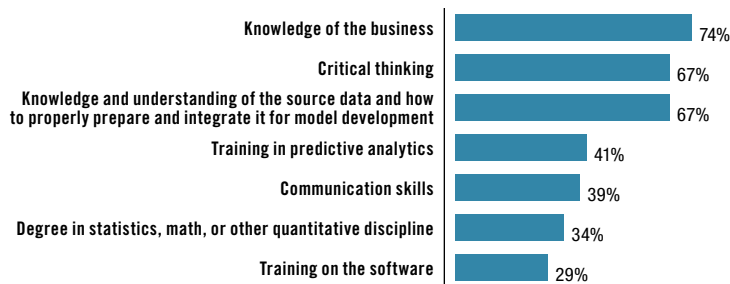 Knowledge of the business
74%
Critical thinking
67%
Knowledge and understanding of the source data and how
to properly prepare and integrate it for model development
67%
Training in predictive analytics
41%
Communication skills
39%
Degree in statistics, math, or other quantitative discipline
34%
Training on the software
29%